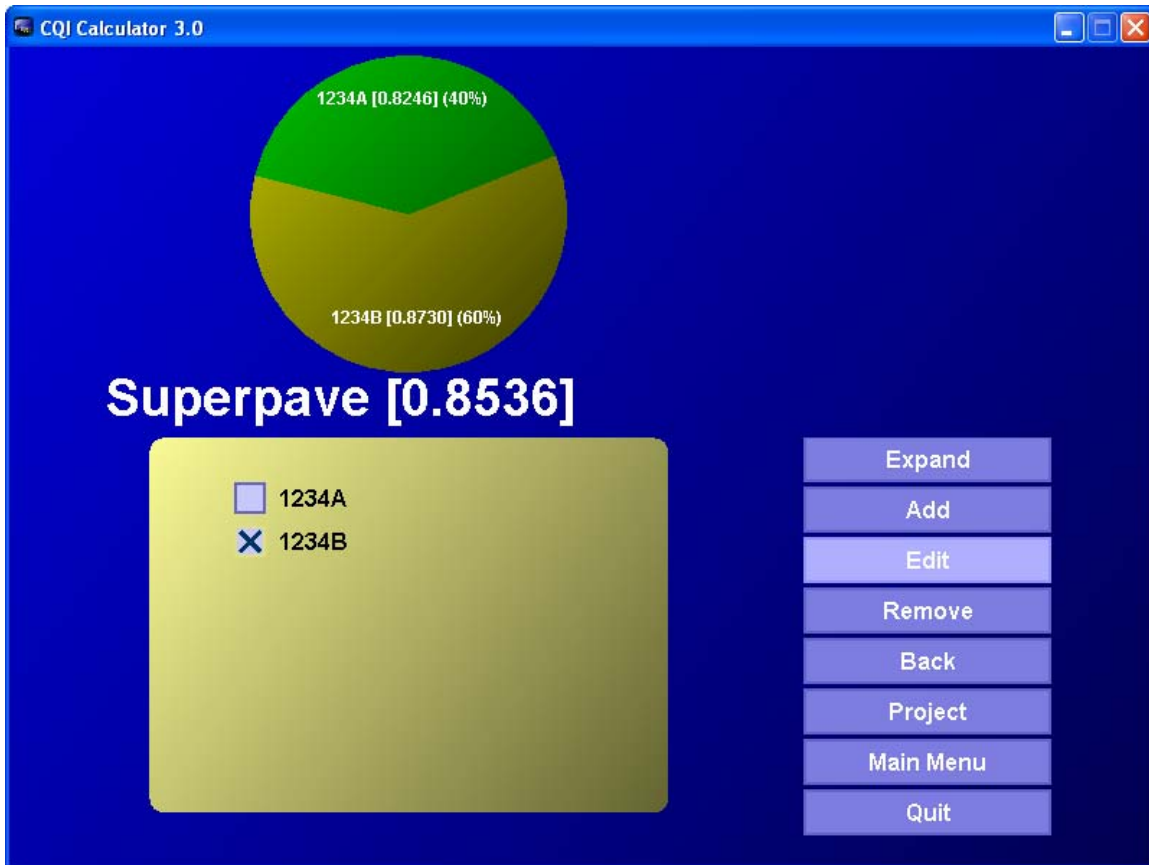 CQI Calculator 3.0
1234A [0.8246] (40%)
1234B [0.8730] (60%)
Superpave [0.8536]
1234A
1234B
Expand
Add
Edit
Remove
Back
Project
Main Menu
Quit